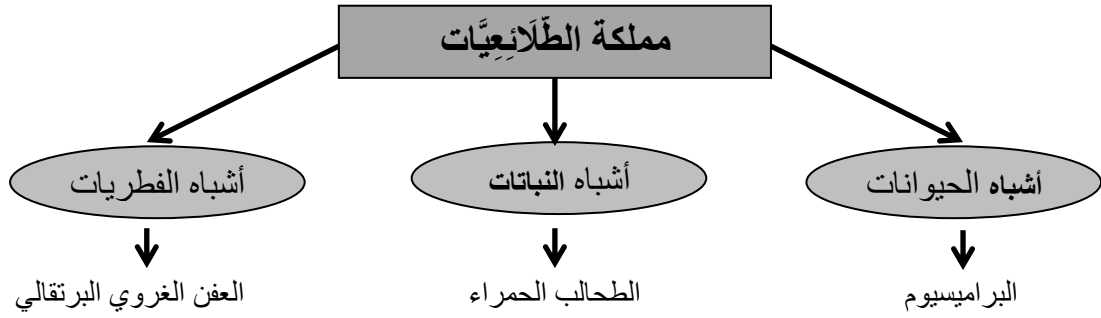 مملكة الطَّلَائِعِيَّات
أشباه الحيوانات
أشباه النباتات
أشباه الفطريات
البراميسيوم
الطحالب الحمراء
العفن الغروي البرتقالي